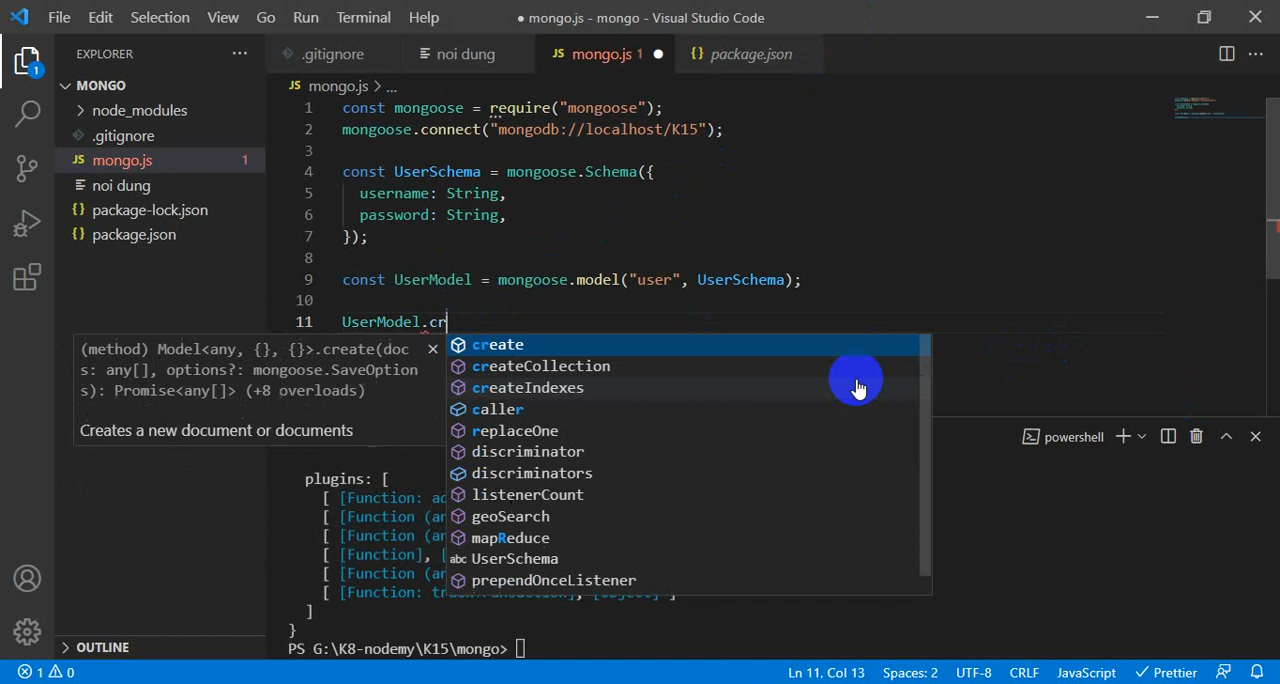 File Edit Selection View Go Run Terminal Help
● mongo.js - mongo - Visual Studio Code
EXPLORER
.gitignore
noi dung
JS mongo.js 1
{} package.json
MONGO
node_modules
.gitignore
JS mongo.js 1
noi dung
{} package-lock.json
{} package.json
OUTLINE
1
JS mongo.js > ...
1 const mongoose = require("mongoose");
2 mongoose.connect("mongodb://localhost/K15");
3
4 const UserSchema = mongoose.Schema({
5 username: String,
6 password: String,
7 });
8
9 const UserModel = mongoose.model("user", UserSchema);
10
11 UserModel.cr
(method) Model<any, {}, {}>.create(doc
s: any[], options?: mongoose.SaveOption
s): Promise<any[]> (+8 overloads)
Creates a new document or documents
create
createCollection
createIndexes
caller
replaceOne
discriminator
discriminators
listenerCount
geoSearch
mapReduce
abc UserSchema
prependOnceListener
powershell
plugins: [
[ [Function: 
[ [Function 
[ [Function 
[ [Function], [
[ [Function 
[ [Function:
]
}
PS G:\K8-nodemy\K15\mongo>
1 0
Ln 11, Col 13 Spaces: 2 UTF-8 CRLF JavaScript Prettier